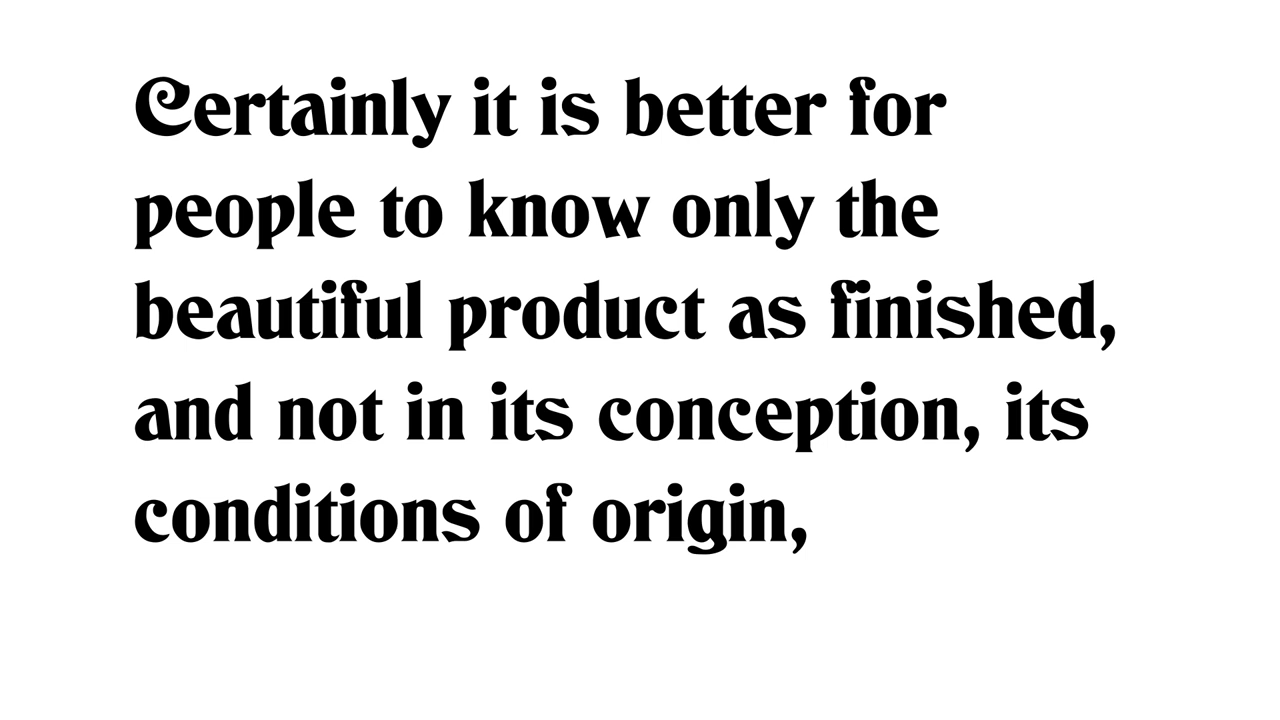 Certainly it is better for
people to know only the
beautiful product as finished,
and not in its conception, its
conditions of origin,